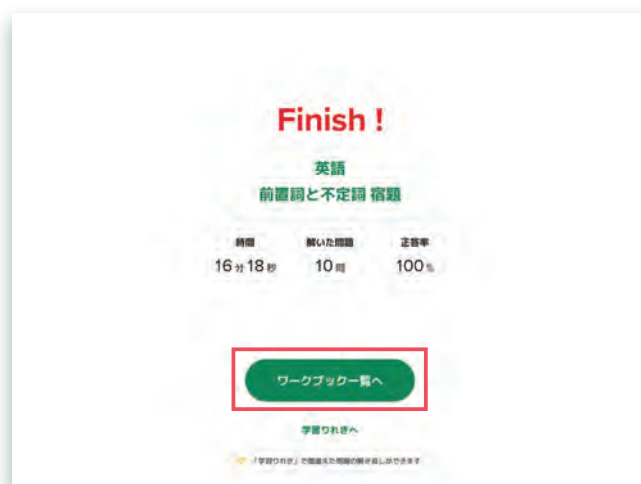 Finish !
英語
前置詞と不定詞 宿題
時間 解いた問題 正答率
16分18秒 10問 100%
ワークブック一覧へ
学習りれきへ
「学習りれき」で間違えた問題の解き直しができます